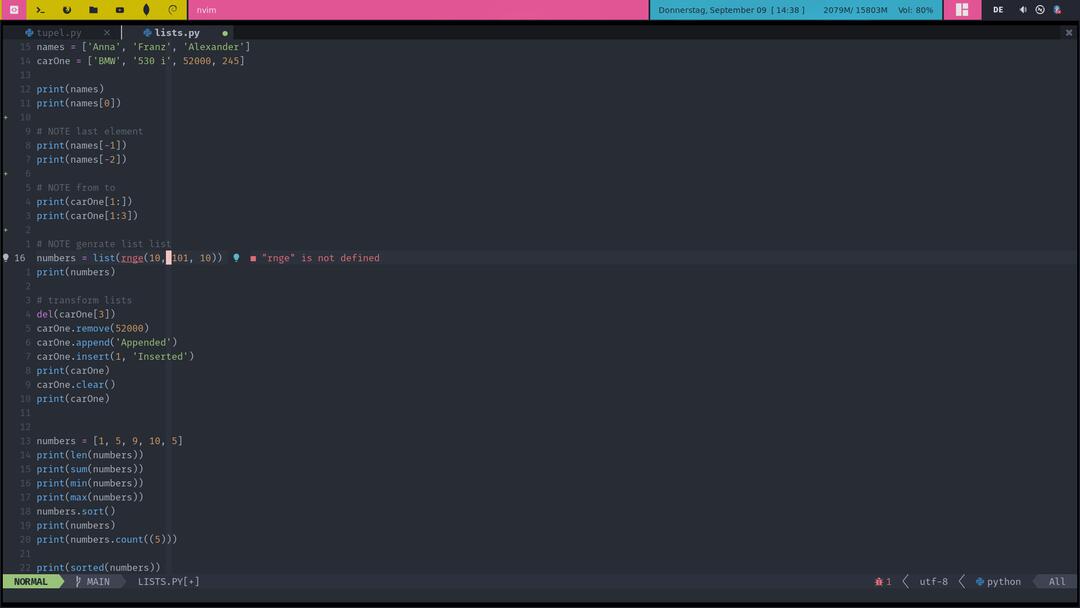 nvim
Donnerstag, September 09 [ 14:38 ] 2079M/ 15803M Vol: 80% DE
tupel.py × lists.py ●
15 names = ['Anna', 'Franz', 'Alexander']
14 carOne = ['BMW', '530 i', 52000, 245]
13
12 print(names)
11 print(names[0])
+ 10
9 # NOTE last element
8 print(names[-1])
7 print(names[-2])
+ 6
5 # NOTE from to
4 print(carOne[1:])
3 print(carOne[1:3])
+ 2
1 # NOTE genrate list list
16 numbers = list(rnge(10, 101, 10)) ■ "rnge" is not defined
1 print(numbers)
2
3 # transform lists
4 del(carOne[3])
5 carOne.remove(52000)
6 carOne.append('Appended')
7 carOne.insert(1, 'Inserted')
8 print(carOne)
9 carOne.clear()
10 print(carOne)
11
12
13 numbers = [1, 5, 9, 10, 5]
14 print(len(numbers))
15 print(sum(numbers))
16 print(min(numbers))
17 print(max(numbers))
18 numbers.sort()
19 print(numbers)
20 print(numbers.count((5)))
21
22 print(sorted(numbers))
NORMAL MAIN LISTS.PY[+] 1 utf-8 python All